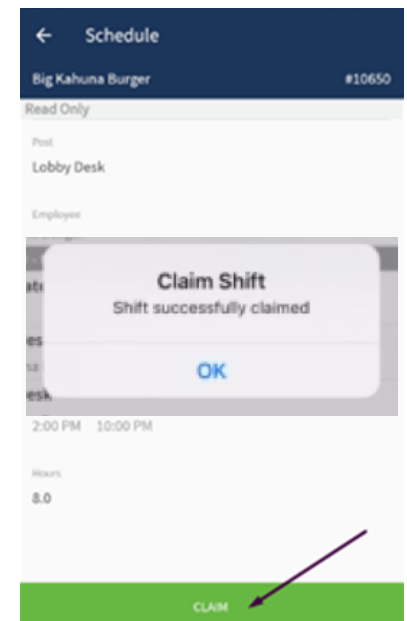 ← Schedule
Big Kahuna Burger #10650
Read Only
Post
Lobby Desk
Employee
Claim Shift
Shift successfully claimed
OK
2:00 PM 10:00 PM
Hours
8.0
CLAIM